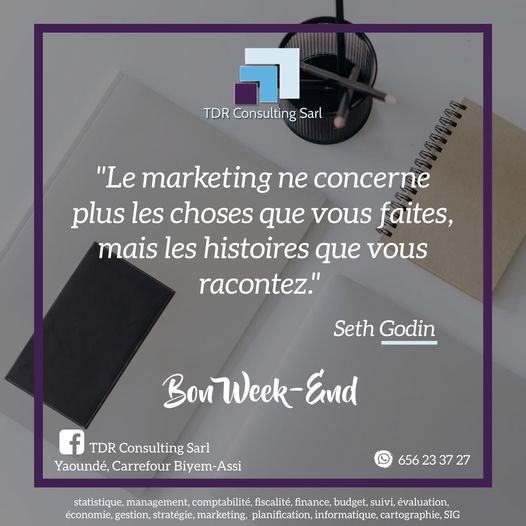 TDR Consulting Sarl
"Le marketing ne concerne
plus les choses que vous faites,
mais les histoires que vous
racontez."
Seth Godin
Bon Week-End
TDR Consulting Sarl
Yaoundé, Carrefour Biyem-Assi
656 23 37 27
statistique, management, comptabilité, fiscalité, finance, budget, suivi, évaluation,
économie, gestion, stratégie, marketing, planification, informatique, cartographie, SIG